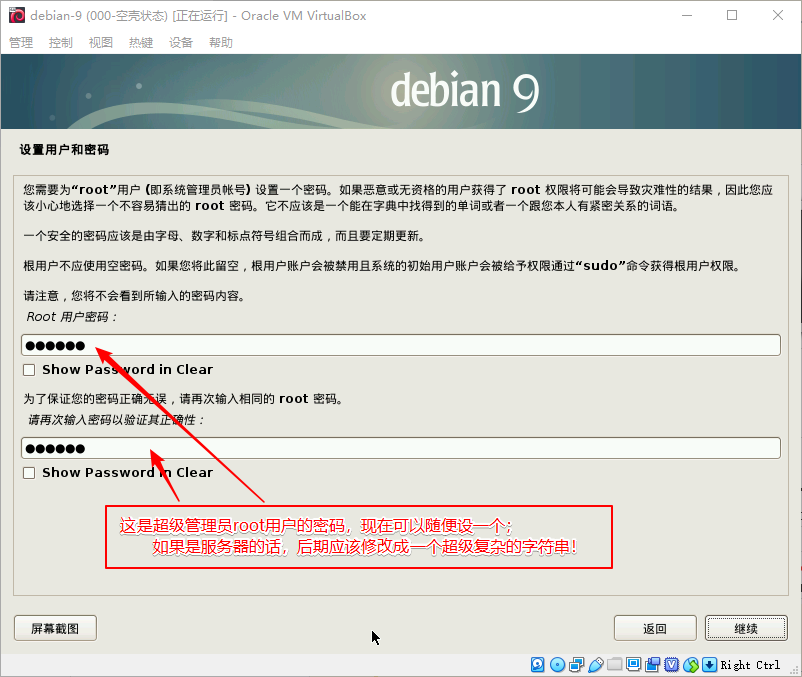 debian-9 (000-空壳状态) [正在运行] - Oracle VM VirtualBox
管理 控制 视图 热键 设备 帮助
debian 9
设置用户和密码
您需要为“root”用户 (即系统管理员帐号) 设置一个密码。如果恶意或无资格的用户获得了 root 权限将可能会导致灾难性的结果，因此您应
该小心地选择一个不容易猜出的 root 密码。它不应该是一个能在字典中找得到的单词或者一个跟您本人有紧密关系的词语。
一个安全的密码应该是由字母、数字和标点符号组合而成，而且要定期更新。
根用户不应使用空密码。如果您将此留空，根用户账户会被禁用且系统的初始用户账户会被给予权限通过“sudo”命令获得根用户权限。
请注意，您将不会看到所输入的密码内容。
Root 用户密码：
●●●●●●
Show Password in Clear
为了保证您的密码正确无误，请再次输入相同的 root 密码。
请再次输入密码以验证其正确性：
●●●●●●
Show Password in Clear
这是超级管理员root用户的密码，现在可以随便设一个；
如果是服务器的话，后期应该修改成一个超级复杂的字符串！
屏幕截图 返回 继续
Right Ctrl